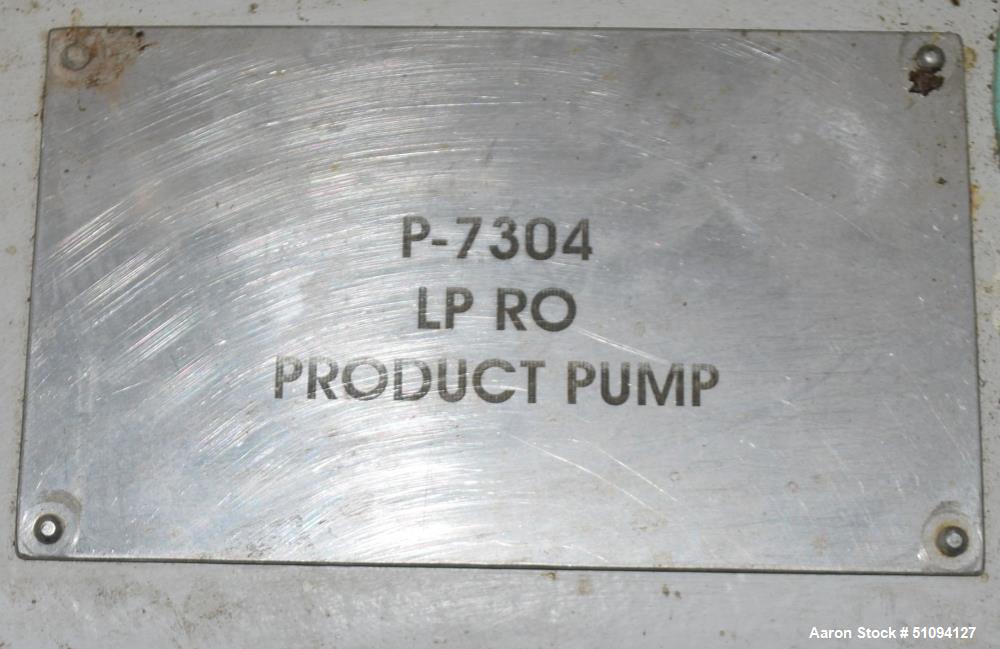 P-7304
LP RO
PRODUCT PUMP
Aaron Stock # 51094127